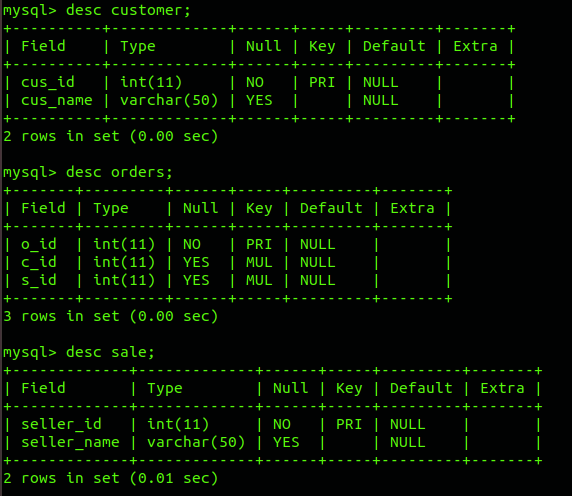 mysql> desc customer;
+----------+-------------+------+-----+---------+-------+
| Field    | Type        | Null | Key | Default | Extra |
+----------+-------------+------+-----+---------+-------+
| cus_id   | int(11)     | NO   | PRI | NULL    |       |
| cus_name | varchar(50) | YES  |     | NULL    |       |
+----------+-------------+------+-----+---------+-------+
2 rows in set (0.00 sec)

mysql> desc orders;
+-------+---------+------+-----+---------+-------+
| Field | Type    | Null | Key | Default | Extra |
+-------+---------+------+-----+---------+-------+
| o_id  | int(11) | NO   | PRI | NULL    |       |
| c_id  | int(11) | YES  | MUL | NULL    |       |
| s_id  | int(11) | YES  | MUL | NULL    |       |
+-------+---------+------+-----+---------+-------+
3 rows in set (0.00 sec)

mysql> desc sale;
+-------------+-------------+------+-----+---------+-------+
| Field       | Type        | Null | Key | Default | Extra |
+-------------+-------------+------+-----+---------+-------+
| seller_id   | int(11)     | NO   | PRI | NULL    |       |
| seller_name | varchar(50) | YES  |     | NULL    |       |
+-------------+-------------+------+-----+---------+-------+
2 rows in set (0.01 sec)